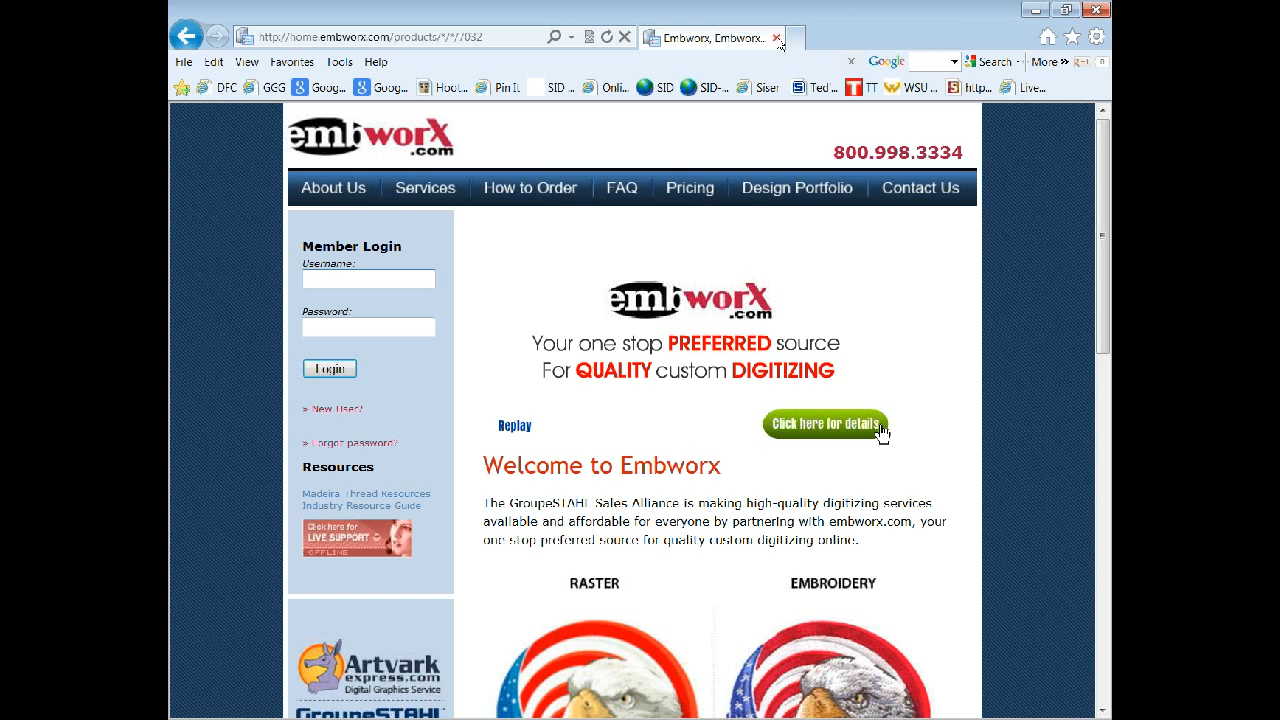 http://home.embworx.com/products/*/*/7032
Embworx, Embworx...
File Edit View Favorites Tools Help
Google
Search
More »
0
DFC GGG Goog... Goog... Hoot... Pin It SID ... Onli... SID SID-... Siser Ted'... TT WSU ... http... Live...
embworx
.com
800.998.3334
About Us Services How to Order FAQ Pricing Design Portfolio Contact Us
Member Login
Username:
Password:
Login
» New User?
» Forgot password?
Resources
Madeira Thread Resources
Industry Resource Guide
Click here for
LIVE SUPPORT
OFFLINE
embworx
.com
Your one stop PREFERRED source
For QUALITY custom DIGITIZING
Replay
Click here for details
Welcome to Embworx
The GroupeSTAHL Sales Alliance is making high-quality digitizing services
available and affordable for everyone by partnering with embworx.com, your
one stop preferred source for quality custom digitizing online.
RASTER
EMBROIDERY
Artvark
express.com
Digital Graphics Service
GroupeSTAHL